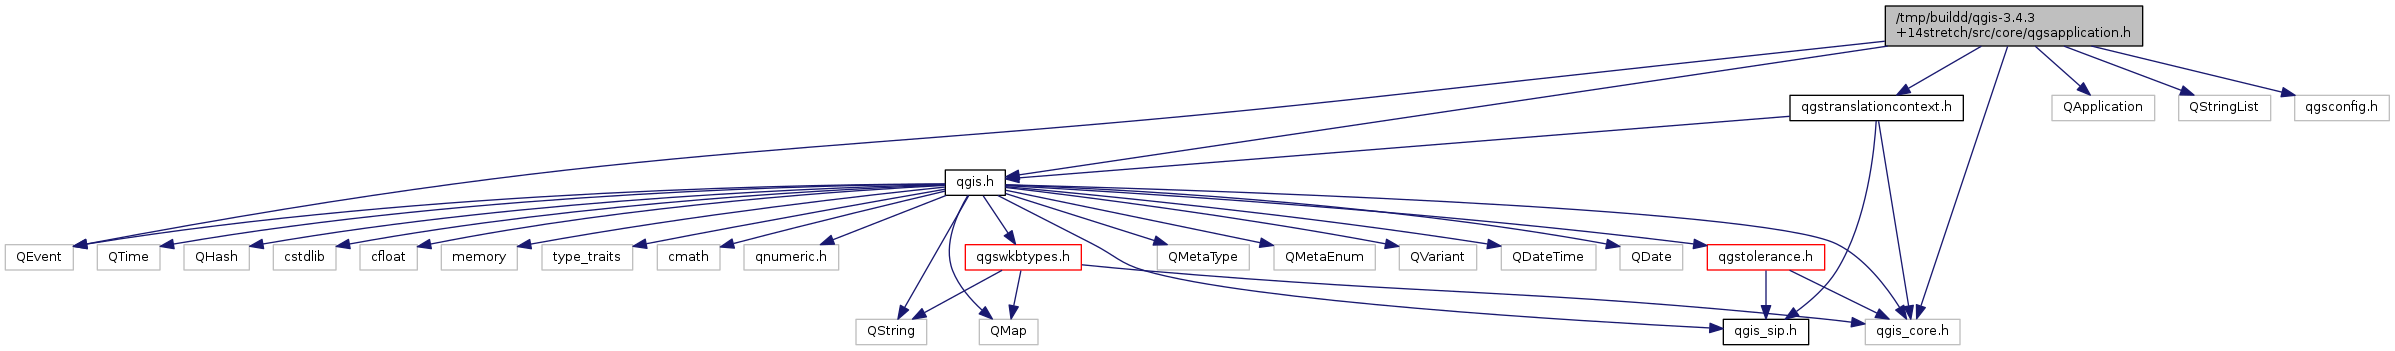 /tmp/buildd/qgis-3.4.3
+14stretch/src/core/qgsapplication.h
qgstranslationcontext.h
QApplication
QStringList
qgsconfig.h
qgis.h
QEvent
QTime
QHash
cstdlib
cfloat
memory
type_traits
cmath
qnumeric.h
qgswkbtypes.h
QMetaType
QMetaEnum
QVariant
QDateTime
QDate
qgstolerance.h
QString
QMap
qgis_sip.h
qgis_core.h